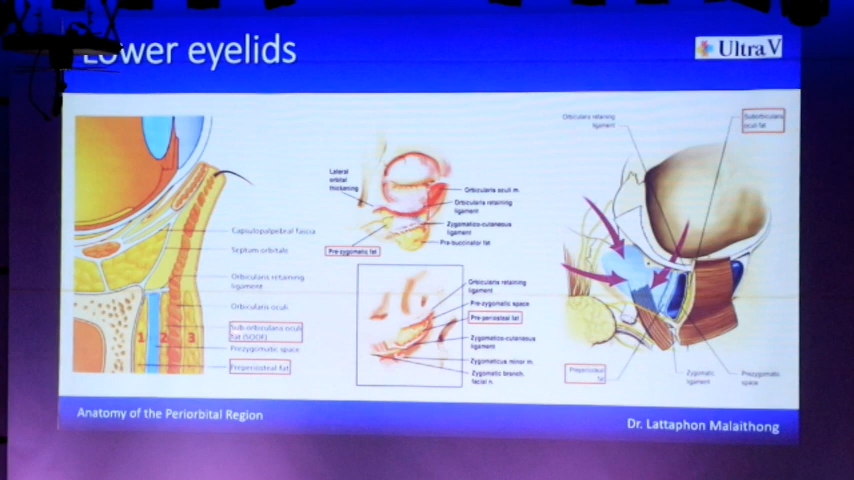 Lower eyelids
Ultra V
Capsulopalpebral fascia
Septum orbitale
Orbicularis retaining
ligament
Orbicularis oculi
Sub-orbicularis oculi
fat (SOOF)
Prezygomatic space
Preperiosteal fat
1 2 3
Lateral
orbital
thickening
Orbicularis oculi m.
Orbicularis retaining
ligament
Zygomatico-cutaneous
ligament
Pre-buccinator fat
Pre-zygomatic fat
Orbicularis retaining
ligament
Pre-zygomatic space
Pre-periosteal fat
Zygomatico-cutaneous
ligament
Zygomaticus minor m.
Zygomatic branch,
facial n.
Orbicularis retaining
ligament
Suborbicularis
oculi fat
Preperiosteal
fat
Zygomatic
ligament
Prezygomatic
space
Anatomy of the Periorbital Region
Dr. Lattaphon Malaithong